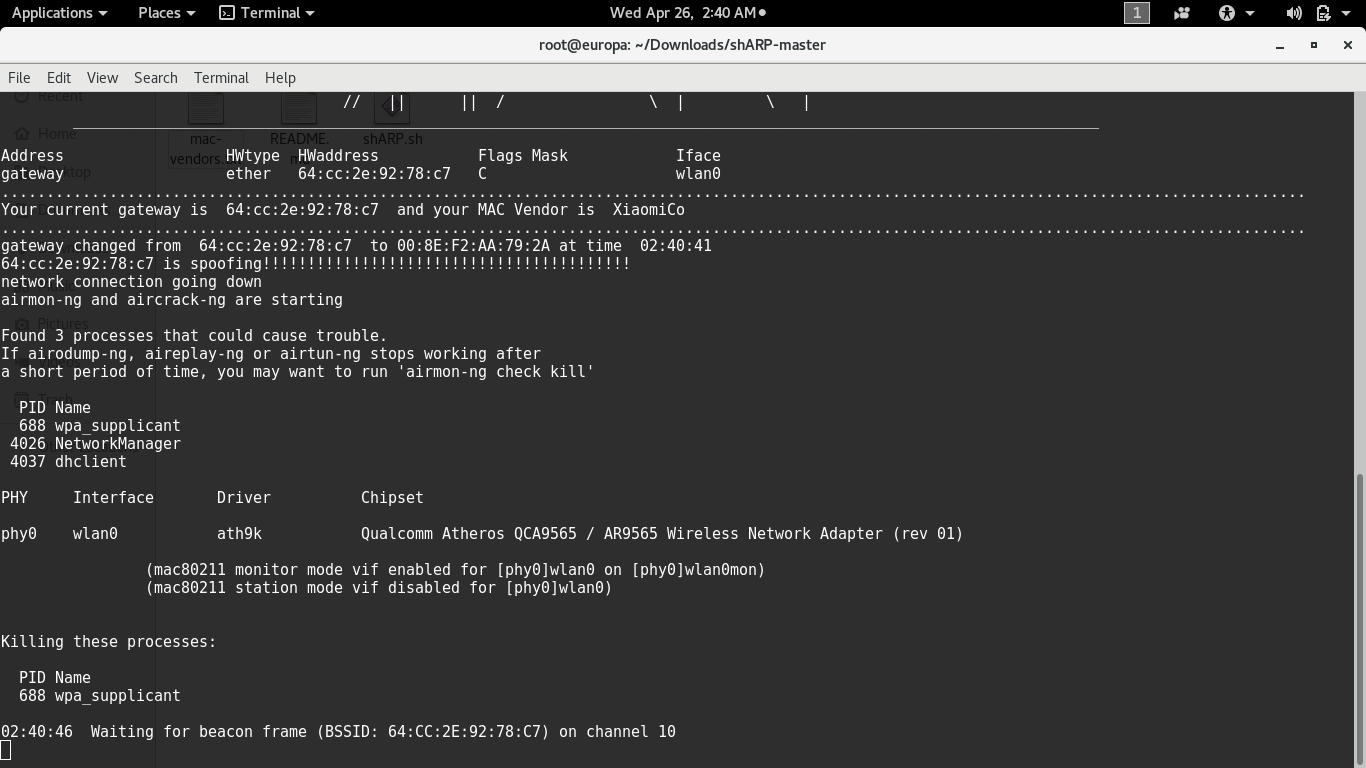 Applications Places Terminal Wed Apr 26, 2:40 AM 1
root@europa: ~/Downloads/shARP-master
File Edit View Search Terminal Help
Recent
// || || / \ | \ |
Home
mac-
vendors.
README.
shARP.sh
Address HWtype HWaddress Flags Mask Iface
gateway ether 64:cc:2e:92:78:c7 C wlan0
.................................................................................................................................................
Your current gateway is 64:cc:2e:92:78:c7 and your MAC Vendor is XiaomiCo
.................................................................................................................................................
gateway changed from 64:cc:2e:92:78:c7 to 00:8E:F2:AA:79:2A at time 02:40:41
64:cc:2e:92:78:c7 is spoofing!!!!!!!!!!!!!!!!!!!!!!!!!!!!!!!!!!!!!!!!!
network connection going down
airmon-ng and aircrack-ng are starting
Pictures
Found 3 processes that could cause trouble.
If airodump-ng, aireplay-ng or airtun-ng stops working after
a short period of time, you may want to run 'airmon-ng check kill'
Trash
PID Name
688 wpa_supplicant
4026 NetworkManager
4037 dhclient
PHY Interface Driver Chipset
phy0 wlan0 ath9k Qualcomm Atheros QCA9565 / AR9565 Wireless Network Adapter (rev 01)
(mac80211 monitor mode vif enabled for [phy0]wlan0 on [phy0]wlan0mon)
(mac80211 station mode vif disabled for [phy0]wlan0)
Killing these processes:
PID Name
688 wpa_supplicant
02:40:46 Waiting for beacon frame (BSSID: 64:CC:2E:92:78:C7) on channel 10